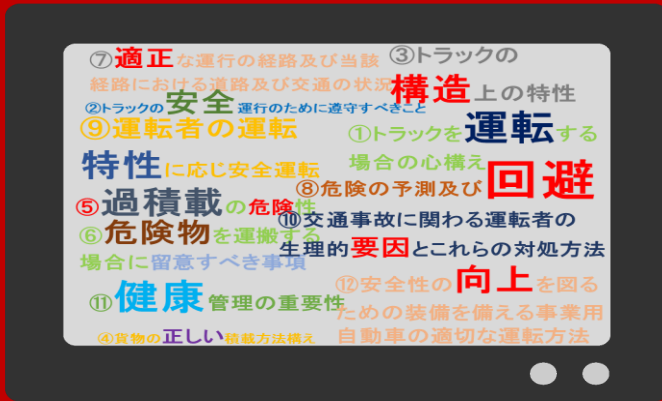 ⑦適正な運行の経路及び当該
経路における道路及び交通の状況
③トラックの
構造上の特性
②トラックの安全運行のために遵守すべきこと
⑨運転者の運転
特性に応じ安全運転
①トラックを運転する
場合の心構え
⑧危険の予測及び回避
⑤過積載の危険性
⑩交通事故に関わる運転者の
生理的要因とこれらの対処方法
⑥危険物を運搬する
場合に留意すべき事項
⑪健康管理の重要性
⑫安全性の向上を図る
ための装備を備える事業用
自動車の適切な運転方法
④貨物の正しい積載方法構え